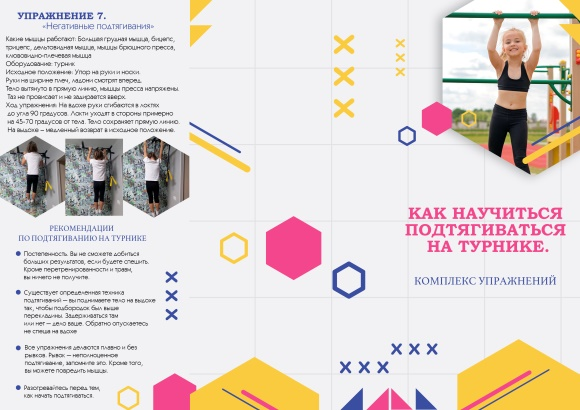 УПРАЖНЕНИЕ 7.
«Негативные подтягивания»
Какие мышцы работают: Большая грудная мышца, бицепс,
трицепс, дельтовидная мышца, мышцы брюшного пресса,
клювовидно-плечевая мышца
Оборудование: турник
Исходное положение: Упор на руки и носки.
Руки на ширине плеч, ладони смотрят вперед.
Тело вытянуто в прямую линию, мышцы пресса напряжены.
Таз не провисает и не задирается вверх.
Ход упражнения: На вдохе руки сгибаются в локтях
до угла 90 градусов. Локти уходят в стороны примерно
на 45-70 градусов от тела. Тело сохраняет прямую линию.
На выдохе – медленный возврат в исходное положение.
РЕКОМЕНДАЦИИ
ПО ПОДТЯГИВАНИЮ НА ТУРНИКЕ
Постепенность. Вы не сможете добиться
больших результатов, если будете спешить.
Кроме перетренированности и травм,
вы ничего не получите.
Существует определенная техника
подтягиваний – вы поднимаете тело на выдохе
так, чтобы подбородок был выше
перекладины. Задерживаться там
или нет – дело ваше. Обратно опускаетесь
не спеша на вдохе
Все упражнения делаются плавно и без
рывков. Рывок – неполноценное
подтягивание, запомните это. Кроме того,
вы можете повредить мышцы.
Разогревайтесь перед тем,
как начать подтягиваться.
КАК НАУЧИТЬСЯ
ПОДТЯГИВАТЬСЯ
НА ТУРНИКЕ.
КОМПЛЕКС УПРАЖНЕНИЙ